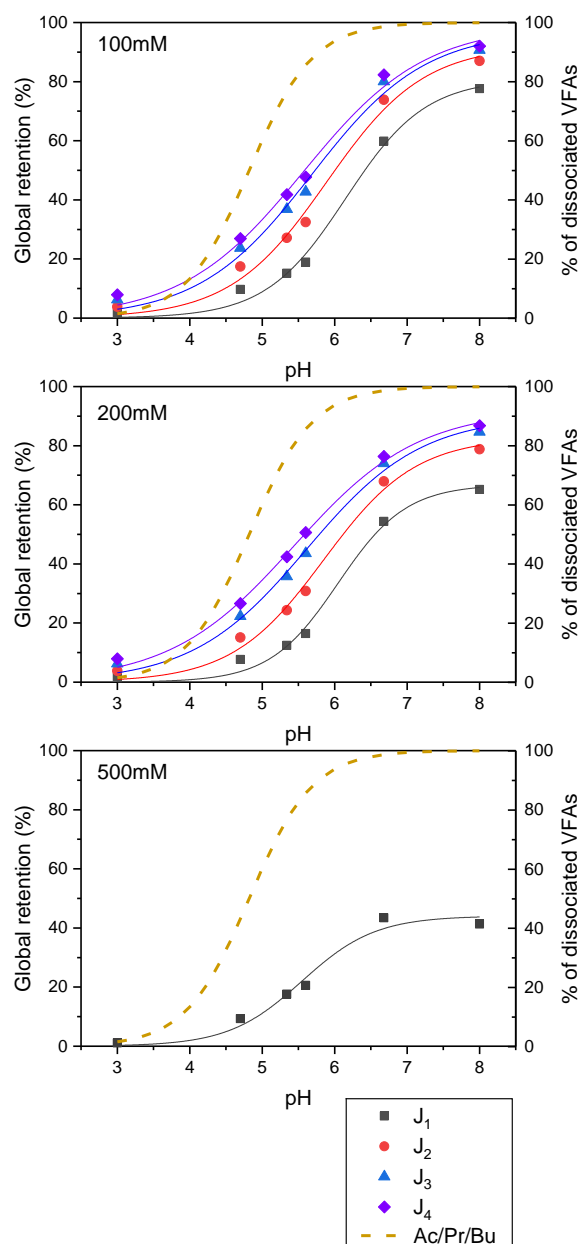 100mM
Global retention (%)
% of dissociated VFAs
100
80
60
40
20
0
100
80
60
40
20
0
3 4 5 6 7 8
pH
200mM
Global retention (%)
% of dissociated VFAs
100
80
60
40
20
0
100
80
60
40
20
0
3 4 5 6 7 8
pH
500mM
Global retention (%)
% of dissociated VFAs
100
80
60
40
20
0
100
80
60
40
20
0
3 4 5 6 7 8
pH
J₁
J₂
J₃
J₄
Ac/Pr/Bu